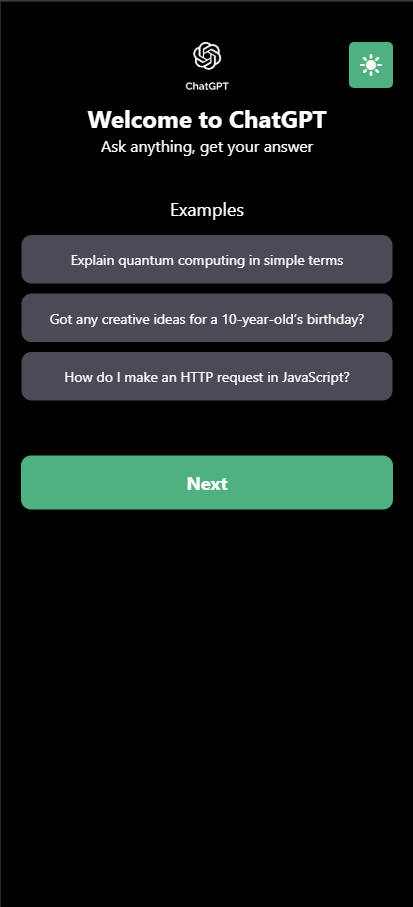 ChatGPT
Welcome to ChatGPT
Ask anything, get your answer
Examples
Explain quantum computing in simple terms
Got any creative ideas for a 10-year-old’s birthday?
How do I make an HTTP request in JavaScript?
Next